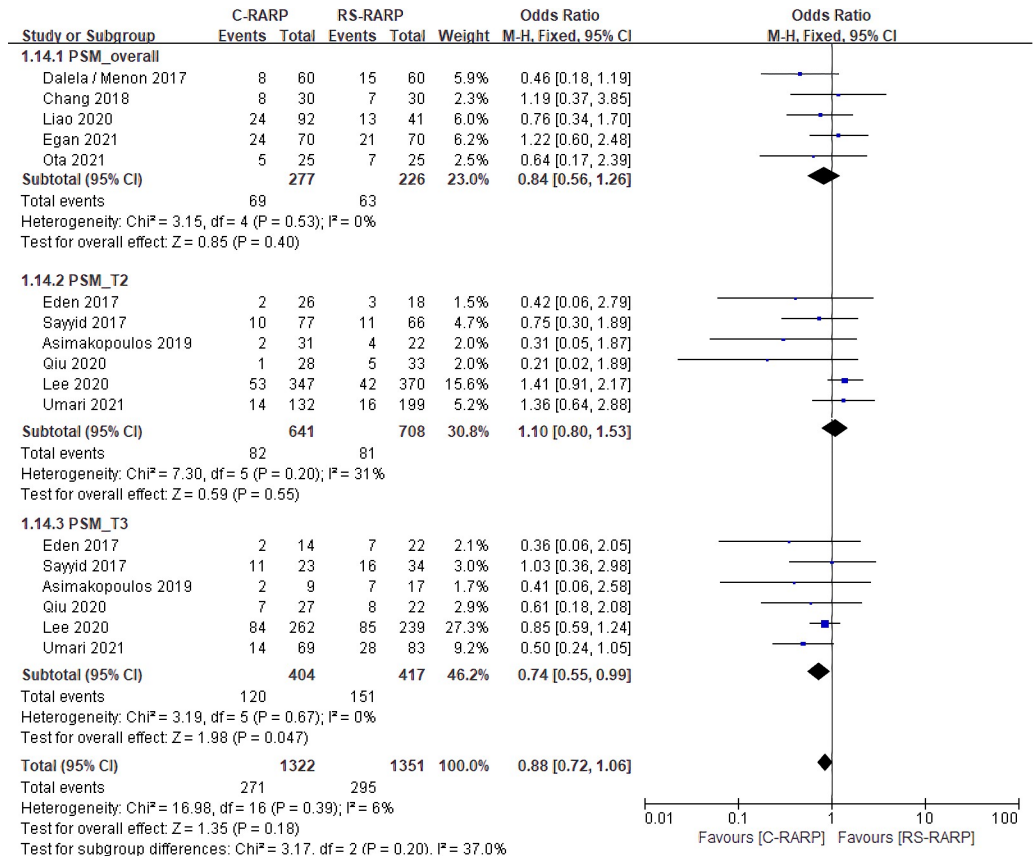 C-RARP RS-RARP Odds Ratio Odds Ratio
Study or Subgroup Events Total Events Total Weight M-H, Fixed, 95% CI M-H, Fixed, 95% CI
1.14.1 PSM_overall
Dalela / Menon 2017 8 60 15 60 5.9% 0.46 [0.18, 1.19]
Chang 2018 8 30 7 30 2.3% 1.19 [0.37, 3.85]
Liao 2020 24 92 13 41 6.0% 0.76 [0.34, 1.70]
Egan 2021 24 70 21 70 6.2% 1.22 [0.60, 2.48]
Ota 2021 5 25 7 25 2.5% 0.64 [0.17, 2.39]
Subtotal (95% CI) 277 226 23.0% 0.84 [0.56, 1.26]
Total events 69 63
Heterogeneity: Chi² = 3.15, df = 4 (P = 0.53); I² = 0%
Test for overall effect: Z = 0.85 (P = 0.40)
1.14.2 PSM_T2
Eden 2017 2 26 3 18 1.5% 0.42 [0.06, 2.79]
Sayyid 2017 10 77 11 66 4.7% 0.75 [0.30, 1.89]
Asimakopoulos 2019 2 31 4 22 2.0% 0.31 [0.05, 1.87]
Qiu 2020 1 28 5 33 2.0% 0.21 [0.02, 1.89]
Lee 2020 53 347 42 370 15.6% 1.41 [0.91, 2.17]
Umari 2021 14 132 16 199 5.2% 1.36 [0.64, 2.88]
Subtotal (95% CI) 641 708 30.8% 1.10 [0.80, 1.53]
Total events 82 81
Heterogeneity: Chi² = 7.30, df = 5 (P = 0.20); I² = 31%
Test for overall effect: Z = 0.59 (P = 0.55)
1.14.3 PSM_T3
Eden 2017 2 14 7 22 2.1% 0.36 [0.06, 2.05]
Sayyid 2017 11 23 16 34 3.0% 1.03 [0.36, 2.98]
Asimakopoulos 2019 2 9 7 17 1.7% 0.41 [0.06, 2.58]
Qiu 2020 7 27 8 22 2.9% 0.61 [0.18, 2.08]
Lee 2020 84 262 85 239 27.3% 0.85 [0.59, 1.24]
Umari 2021 14 69 28 83 9.2% 0.50 [0.24, 1.05]
Subtotal (95% CI) 404 417 46.2% 0.74 [0.55, 0.99]
Total events 120 151
Heterogeneity: Chi² = 3.19, df = 5 (P = 0.67); I² = 0%
Test for overall effect: Z = 1.98 (P = 0.047)
Total (95% CI) 1322 1351 100.0% 0.88 [0.72, 1.06]
Total events 271 295
Heterogeneity: Chi² = 16.98, df = 16 (P = 0.39); I² = 6%
Test for overall effect: Z = 1.35 (P = 0.18)
Test for subgroup differences: Chi² = 3.17. df = 2 (P = 0.20). I² = 37.0%
0.01 0.1 1 10 100
Favours [C-RARP] Favours [RS-RARP]